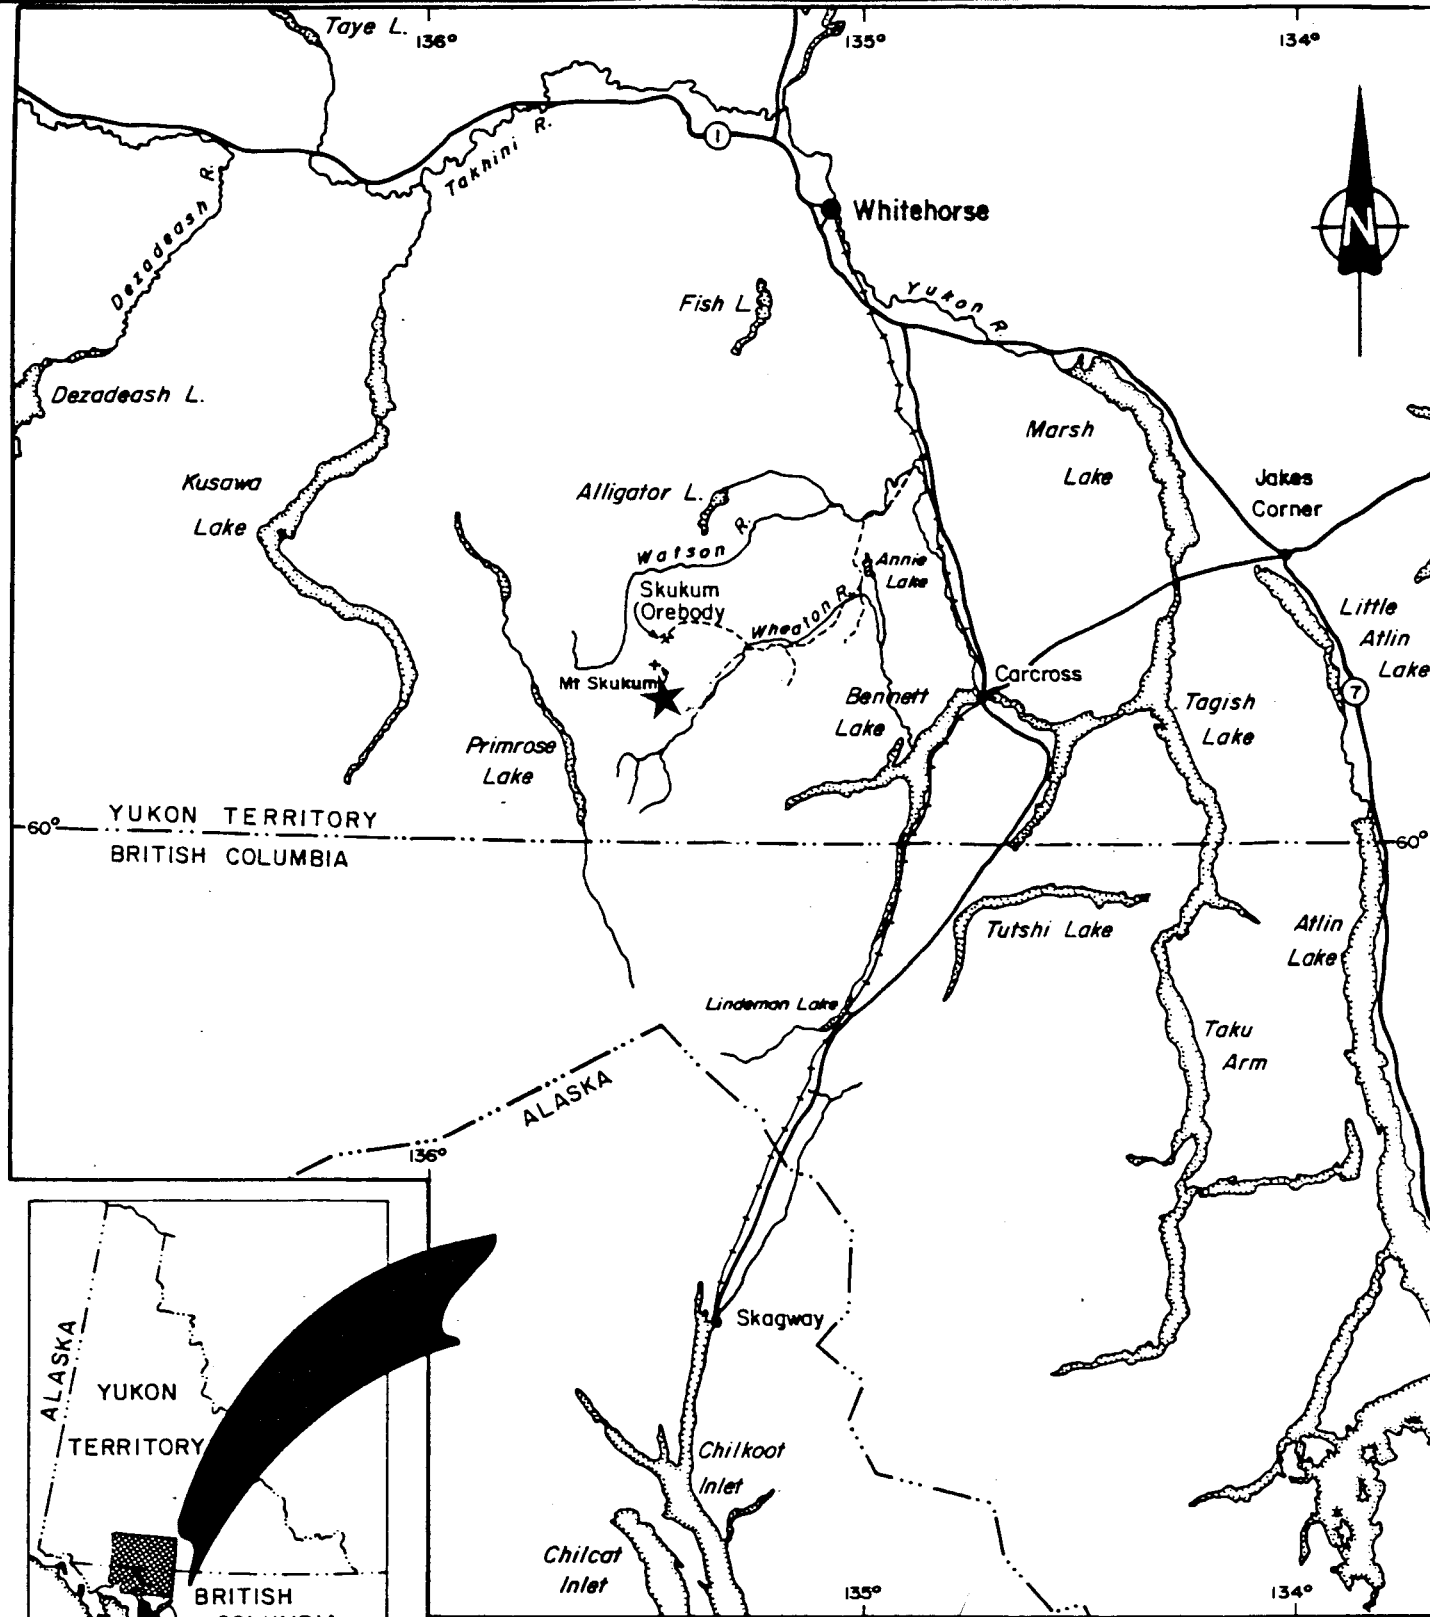 Taye L.
136°
135°
134°
Takhini R.
1
Dezadeash R.
N
Whitehorse
Fish L.
Yukon R.
Dezadeash L.
Marsh
Lake
Kusawa
Lake
Alligator L.
Jakes
Corner
Watson R.
Annie
Lake
Skukum
Orebody
Wheaton R.
Little
Atlin
Lake
Mt Skukum
Carcross
7
Bennett
Lake
Tagish
Lake
Primrose
Lake
YUKON TERRITORY
60°
60°
BRITISH COLUMBIA
Tutshi Lake
Atlin
Lake
Lindeman Lake
Taku
Arm
ALASKA
136°
Skagway
ALASKA
YUKON
TERRITORY
Chilkoot
Inlet
Chilcat
Inlet
BRITISH
COLUMBIA
135°
134°